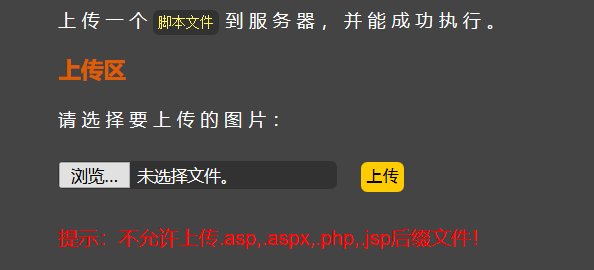 上传一个 脚本文件 到服务器，并能成功执行。
上传区
请选择要上传的图片：
浏览... 未选择文件。 上传
提示：不允许上传.asp,.aspx,.php,.jsp后缀文件！